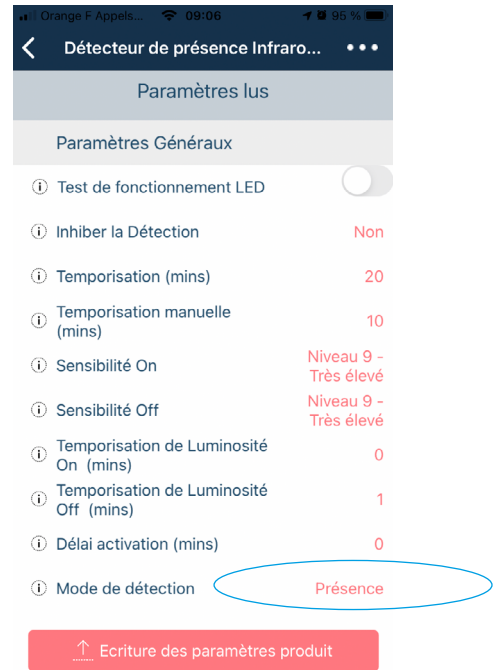 Orange F Appels... 09:06 95 %
Détecteur de présence Infraro...
Paramètres lus
Paramètres Généraux
Test de fonctionnement LED
Inhiber la Détection Non
Temporisation (mins) 20
Temporisation manuelle
(mins) 10
Sensibilité On Niveau 9 -
Très élevé
Sensibilité Off Niveau 9 -
Très élevé
Temporisation de Luminosité
On (mins) 0
Temporisation de Luminosité
Off (mins) 1
Délai activation (mins) 0
Mode de détection Présence
Ecriture des paramètres produit